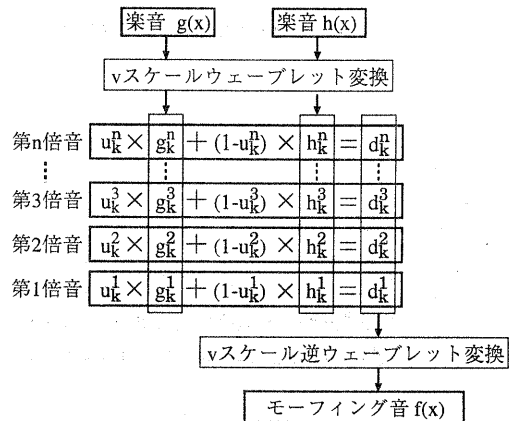 楽音 g(x) 楽音 h(x)
vスケールウェーブレット変換
第n倍音 u_k^n × g_k^n + (1-u_k^n) × h_k^n = d_k^n
第3倍音 u_k^3 × g_k^3 + (1-u_k^3) × h_k^3 = d_k^3
第2倍音 u_k^2 × g_k^2 + (1-u_k^2) × h_k^2 = d_k^2
第1倍音 u_k^1 × g_k^1 + (1-u_k^1) × h_k^1 = d_k^1
vスケール逆ウェーブレット変換
モーフィング音 f(x)